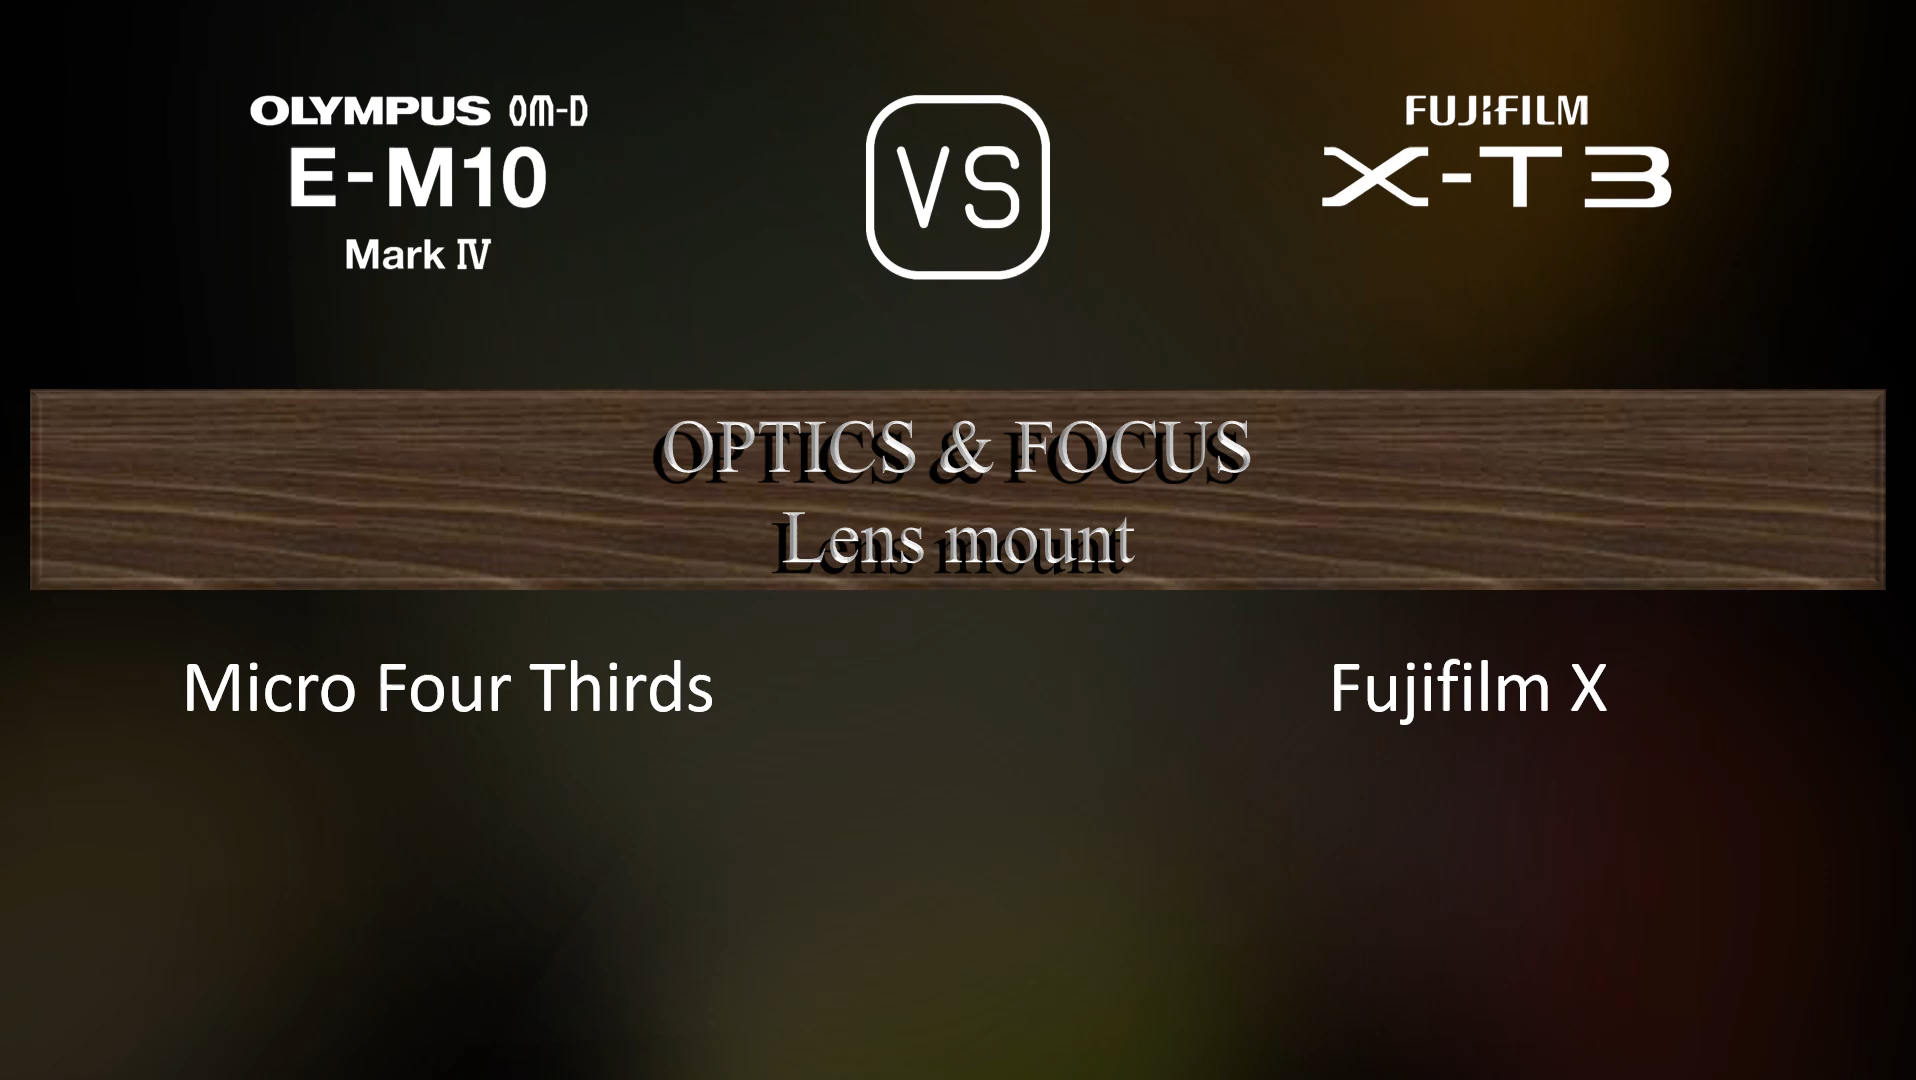 OLYMPUS OM-D
E-M10
Mark IV
VS
FUJIFILM
X-T3
OPTICS & FOCUS
Lens mount
Micro Four Thirds
Fujifilm X